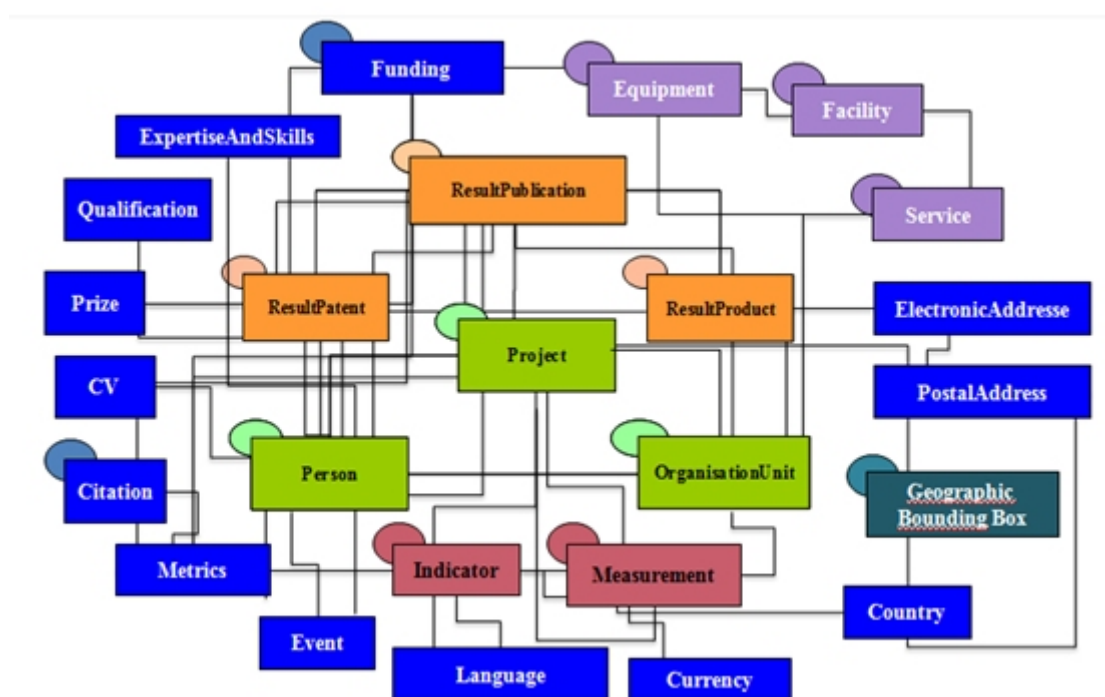 Funding
Equipment
Facility
ExpertiseAndSkills
ResultPublication
Qualification
Service
Prize
ResultPatent
ResultProduct
ElectronicAddresse
Project
CV
PostalAddress
Person
OrganisationUnit
Citation
Geographic
Bounding Box
Metrics
Indicator
Measurement
Country
Event
Language
Currency